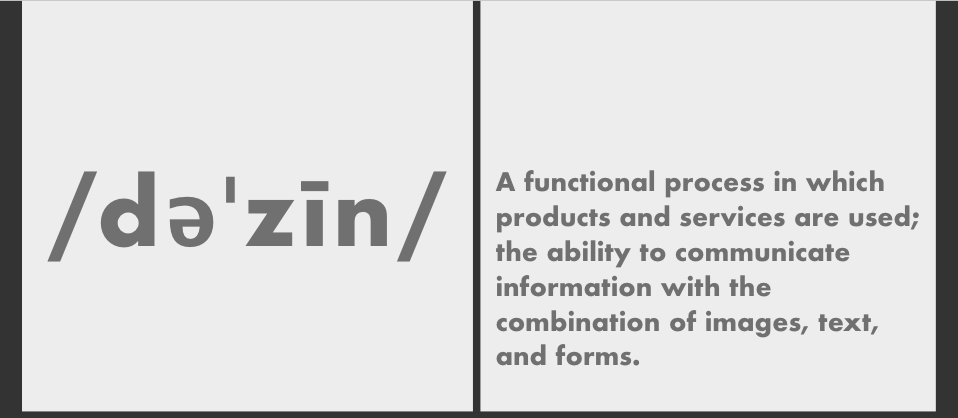 /dəˈzīn/
A functional process in which
products and services are used;
the ability to communicate
information with the
combination of images, text,
and forms.